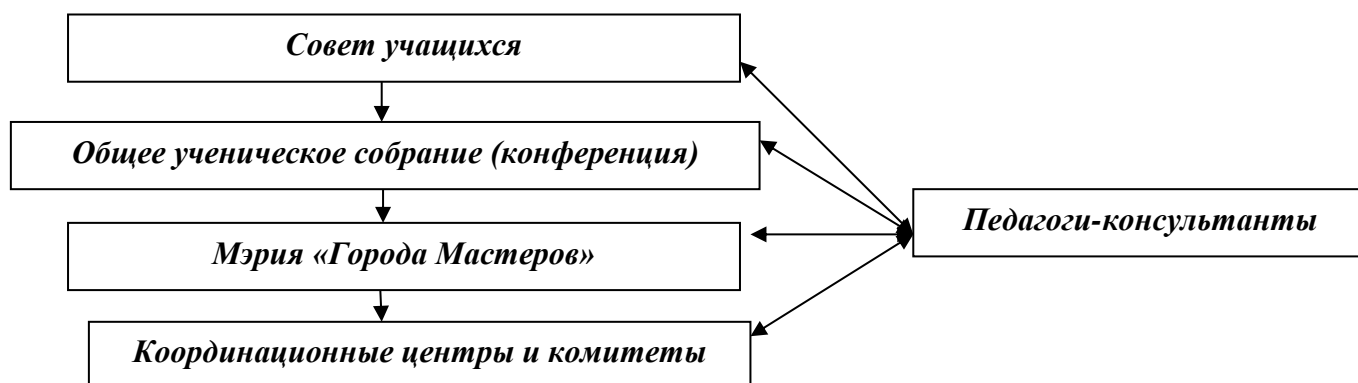 Совет учащихся
Общее ученическое собрание (конференция)
Мэрия «Города Мастеров»
Координационные центры и комитеты
Педагоги-консультанты